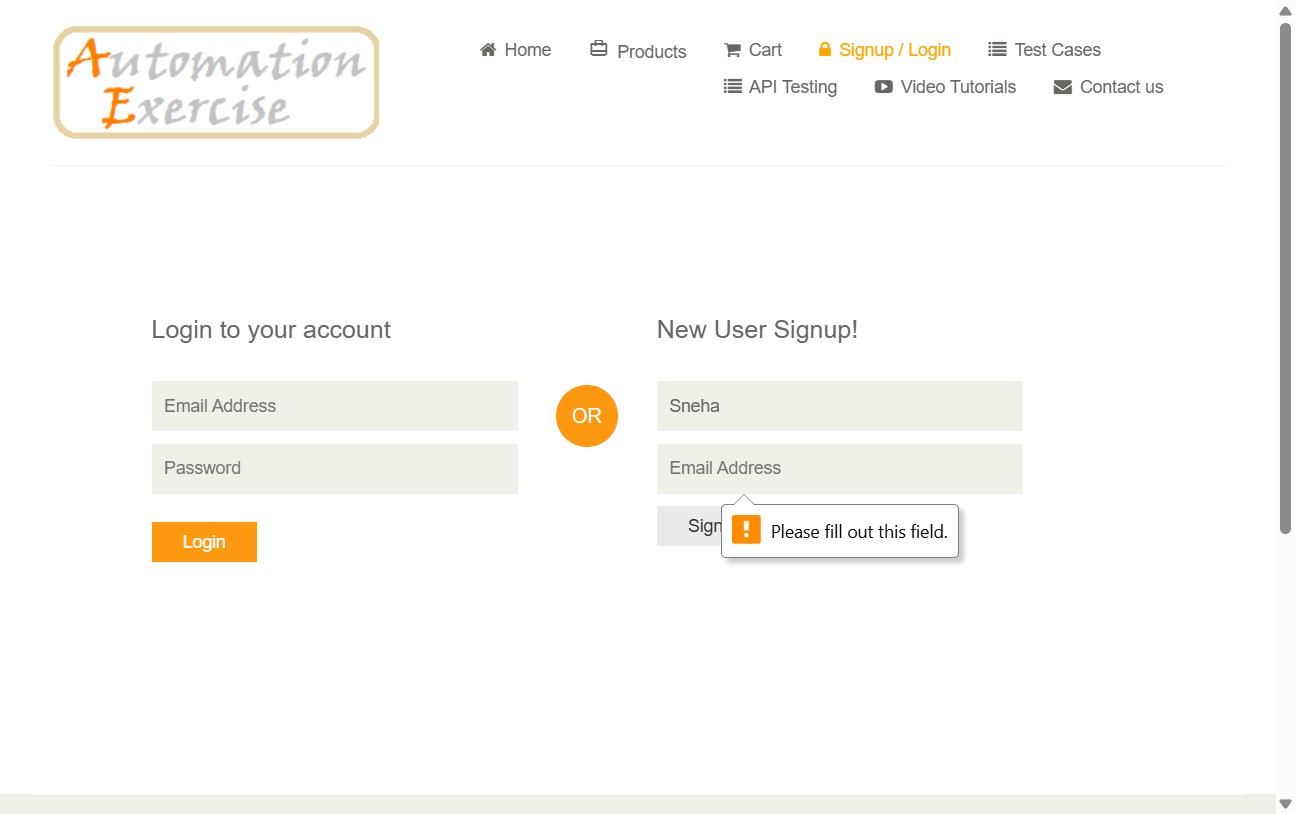 Automation
Exercise
Home
Products
Cart
Signup / Login
Test Cases
API Testing
Video Tutorials
Contact us
Login to your account
Email Address
Password
Login
OR
New User Signup!
Sneha
Email Address
Sign
Please fill out this field.